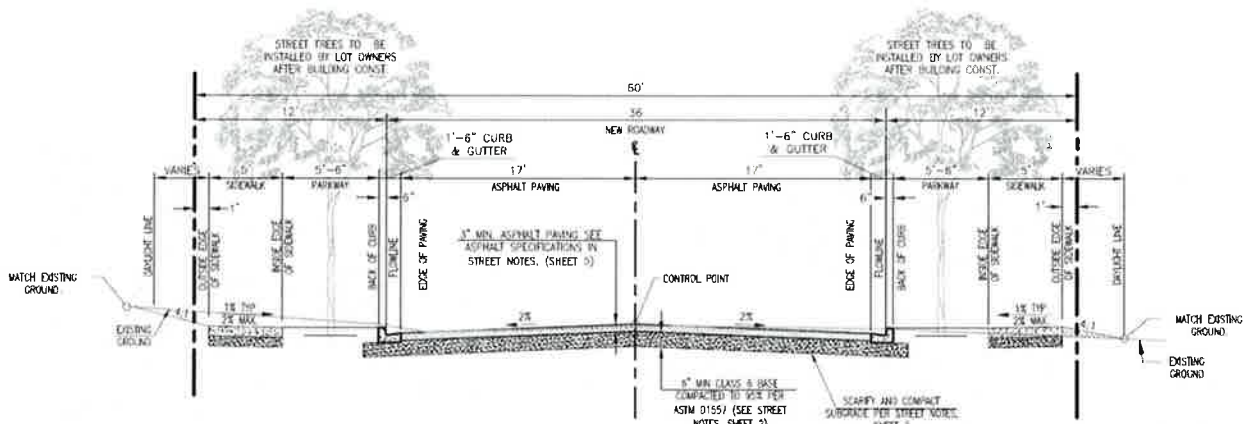 STREET TREES TO BE
INSTALLED BY LOT OWNERS
AFTER BUILDING CONST.
STREET TREES TO BE
INSTALLED BY LOT OWNERS
AFTER BUILDING CONST.
60'
12'
36
12'
NEW ROADWAY
1'-6" CURB
& GUTTER
1'-6" CURB
& GUTTER
VARIES
5'
5'-6"
17'
17'
5'-6"
5'
VARIES
SIDEWALK
PARKWAY
ASPHALT PAVING
ASPHALT PAVING
PARKWAY
SIDEWALK
1'
6"
6"
1'
DAYLIGHT LINE
OUTSIDE EDGE
OF SIDEWALK
INSIDE EDGE
OF SIDEWALK
BACK OF CURB
FLOWLINE
EDGE OF PAVING
3" MIN. ASPHALT PAVING SEE
ASPHALT SPECIFICATIONS IN
STREET NOTES. (SHEET
CONTROL POINT
EDGE OF PAVING
FLOWLINE
BACK OF CURB
INSIDE EDGE
OF SIDEWALK
OUTSIDE EDGE
OF SIDEWALK
DAYLIGHT LINE
MATCH EXISTING
GROUND
4:1
EXISTING
GROUND
1% TYP
2% MAX
2%
2%
1% TYP
2% MAX
4:1
MATCH EXISTING
GROUND
EXISTING
GROUND
6" MIN CLASS 6 BASE
COMPACTED TO 95% PER
ASTM D1557 (SEE STREET
NOTES, SHEET
SCARIFY AND COMPACT
SUBGRADE PER STREET NOTES,